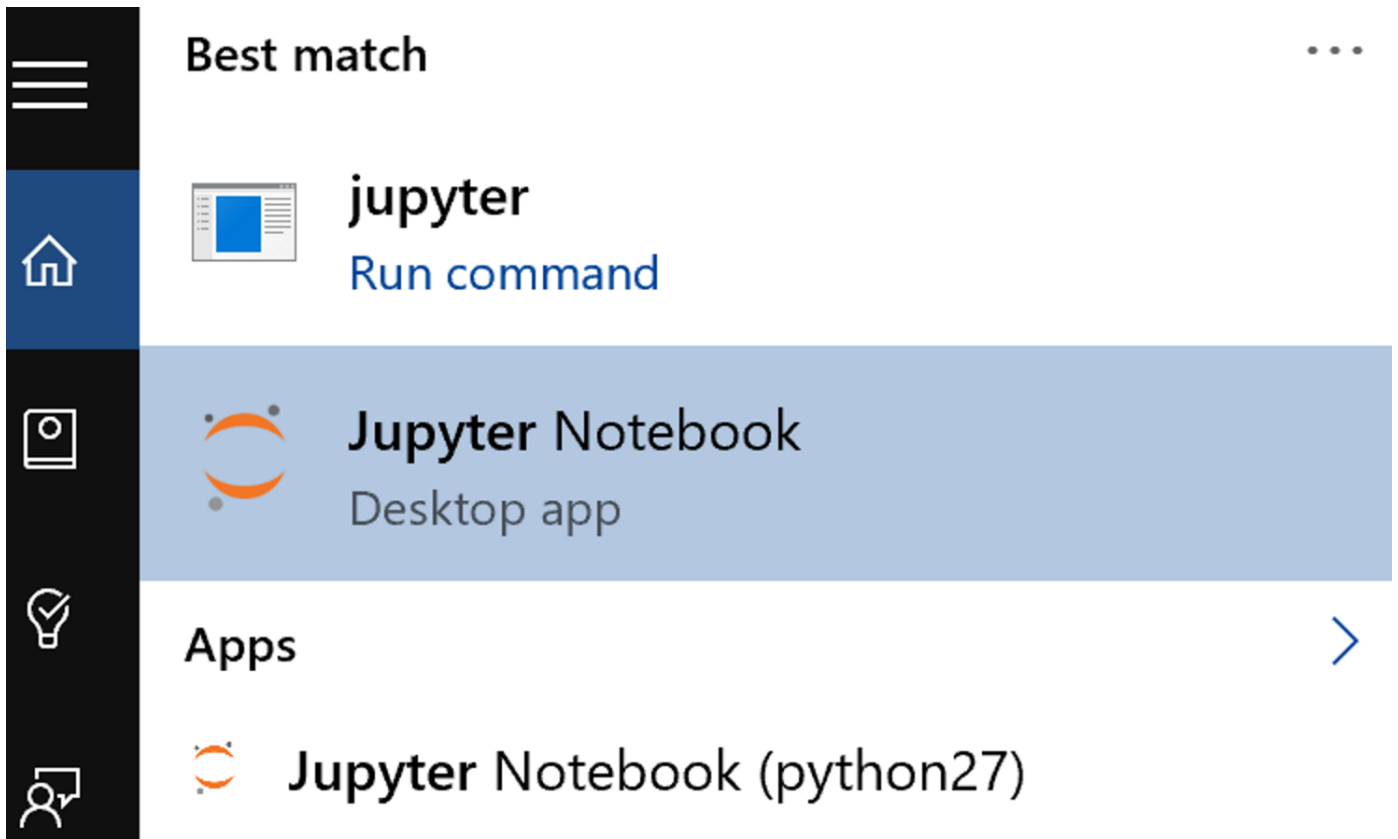 Best match
jupyter
Run command
Jupyter Notebook
Desktop app
Apps
Jupyter Notebook (python27)